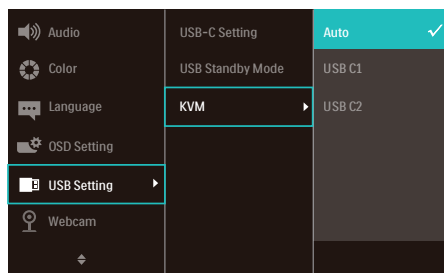 Audio
Color
Language
OSD Setting
USB Setting
Webcam
USB-C Setting
USB Standby Mode
KVM
Auto
USB C1
USB C2